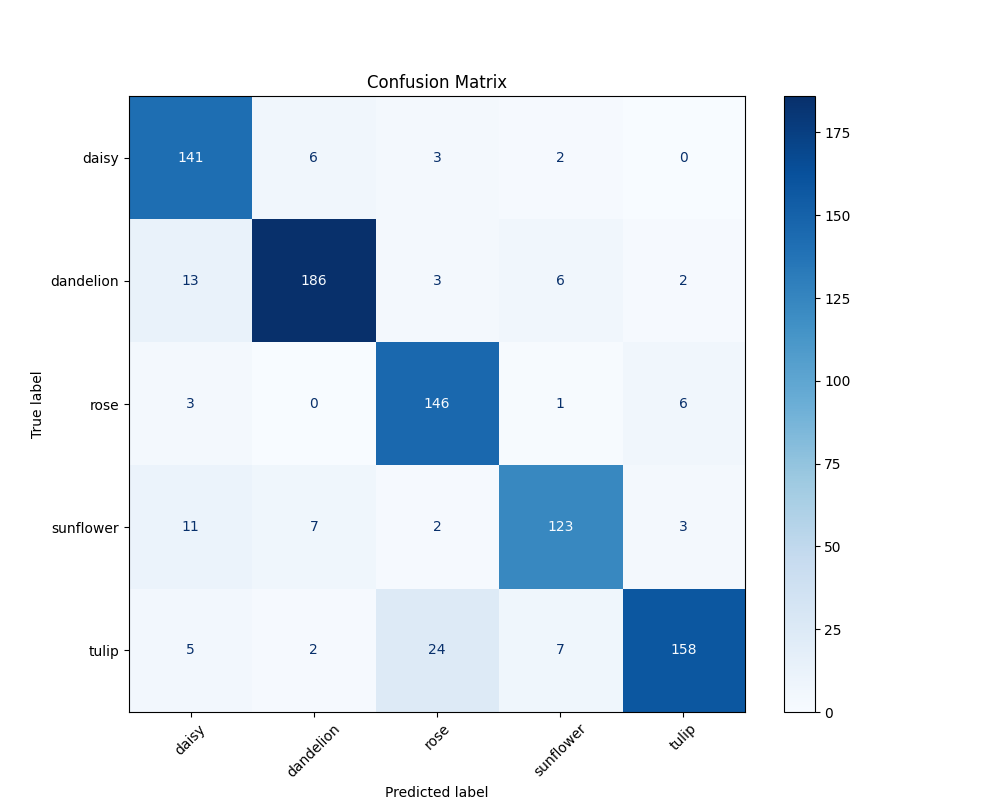 Confusion Matrix
daisy 141 6 3 2 0
dandelion 13 186 3 6 2
rose 3 0 146 1 6
sunflower 11 7 2 123 3
tulip 5 2 24 7 158
True label
daisy dandelion rose sunflower tulip
Predicted label
175
150
125
100
75
50
25
0